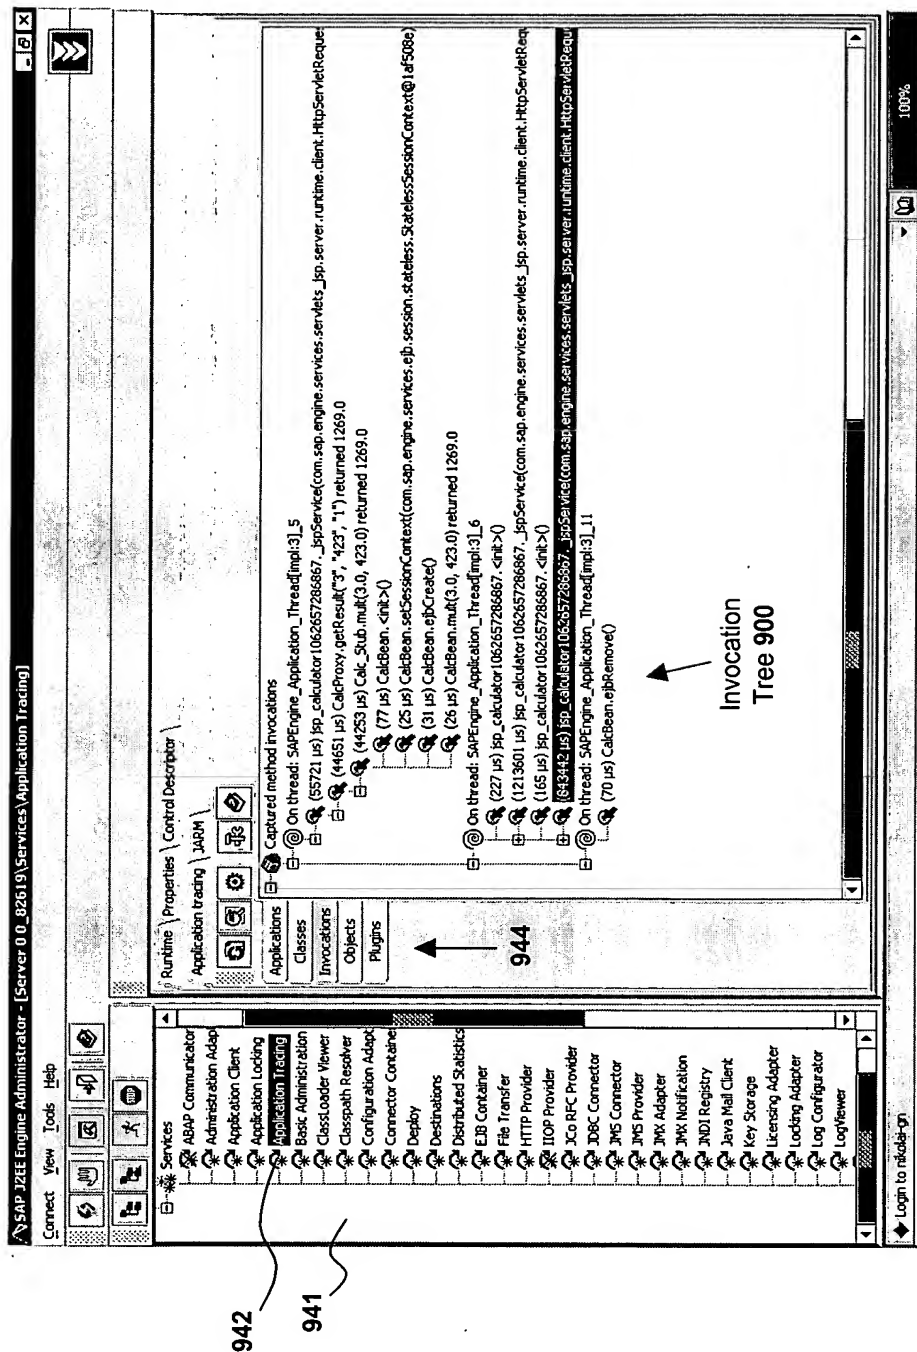 SAP J2EE Engine Administrator - [Server 0 0_82619\Services\Application Tracing]
Connect View Tools Help
Services
ABAP Communicator
Administration Adap
Application Client
Application Locking
Application Tracing
Basic Administration
ClassLoader Viewer
Classpath Resolver
Configuration Adapt
Connector Containe
Deploy
Destinations
Distributed Statistics
EJB Container
File Transfer
HTTP Provider
IIOP Provider
JCo RFC Provider
JDBC Connector
JMS Connector
JMS Provider
JMX Adapter
JMX Notification
JNDI Registry
Java Mail Client
Key Storage
Licensing Adapter
Locking Adapter
Log Configurator
LogViewer
942
941
Runtime Properties Control Descriptor
Application tracing JARM
Applications
Classes
Invocations
Objects
Plugins
944
Captured method invocations
On thread: SAPEngine_Application_Thread[impl:3]_5
(55721 µs) jsp_calculator1062657286867._jspService(com.sap.engine.services.servlets_jsp.server.runtime.client.HttpServletReques
(44651 µs) CalcProxy.getResult("3", "423", "1") returned 1269.0
(44253 µs) Calc_Stub.mult(3.0, 423.0) returned 1269.0
(77 µs) CalcBean.<init>()
(25 µs) CalcBean.setSessionContext(com.sap.engine.services.ejb.session.stateless.StatelessSessionContext@1af508e)
(31 µs) CalcBean.ejbCreate()
(26 µs) CalcBean.mult(3.0, 423.0) returned 1269.0
On thread: SAPEngine_Application_Thread[impl:3]_6
(227 µs) jsp_calculator1062657286867.<init>()
(1213601 µs) jsp_calculator1062657286867._jspService(com.sap.engine.services.servlets_jsp.server.runtime.client.HttpServletReq
(165 µs) jsp_calculator1062657286867.<init>()
(843442 µs) jsp_calculator1062657286867._jspService(com.sap.engine.services.servlets_jsp.server.runtime.client.HttpServletRequ
On thread: SAPEngine_Application_Thread[impl:3]_11
(70 µs) CalcBean.ejbRemove()
Invocation
Tree 900
Login to nikolai-gn
100%